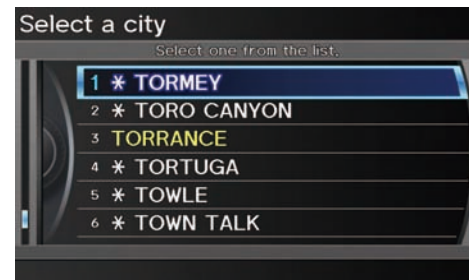 Select a city
Select one from the list.
1 * TORMEY
2 * TORO CANYON
3 TORRANCE
4 * TORTUGA
5 * TOWLE
6 * TOWN TALK